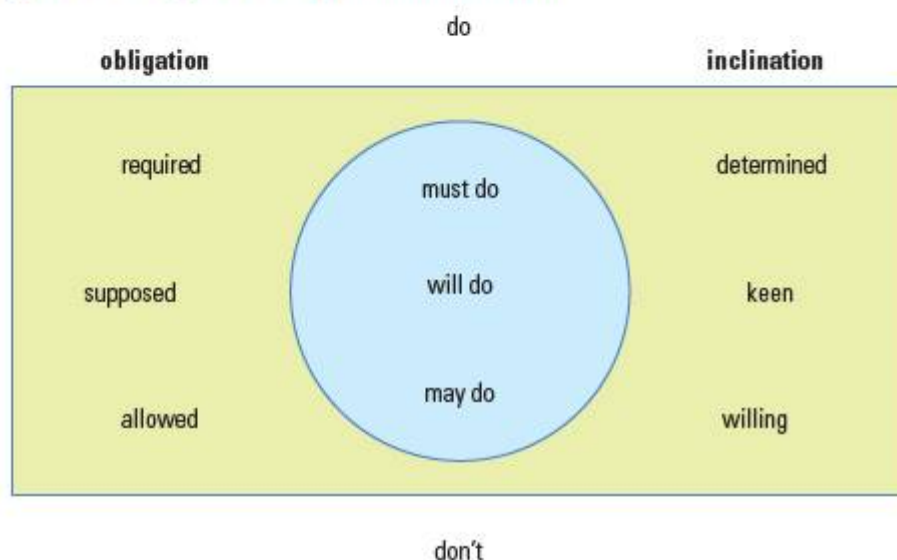 do
obligation inclination
required determined
must do
supposed will do keen
may do
allowed willing
don't